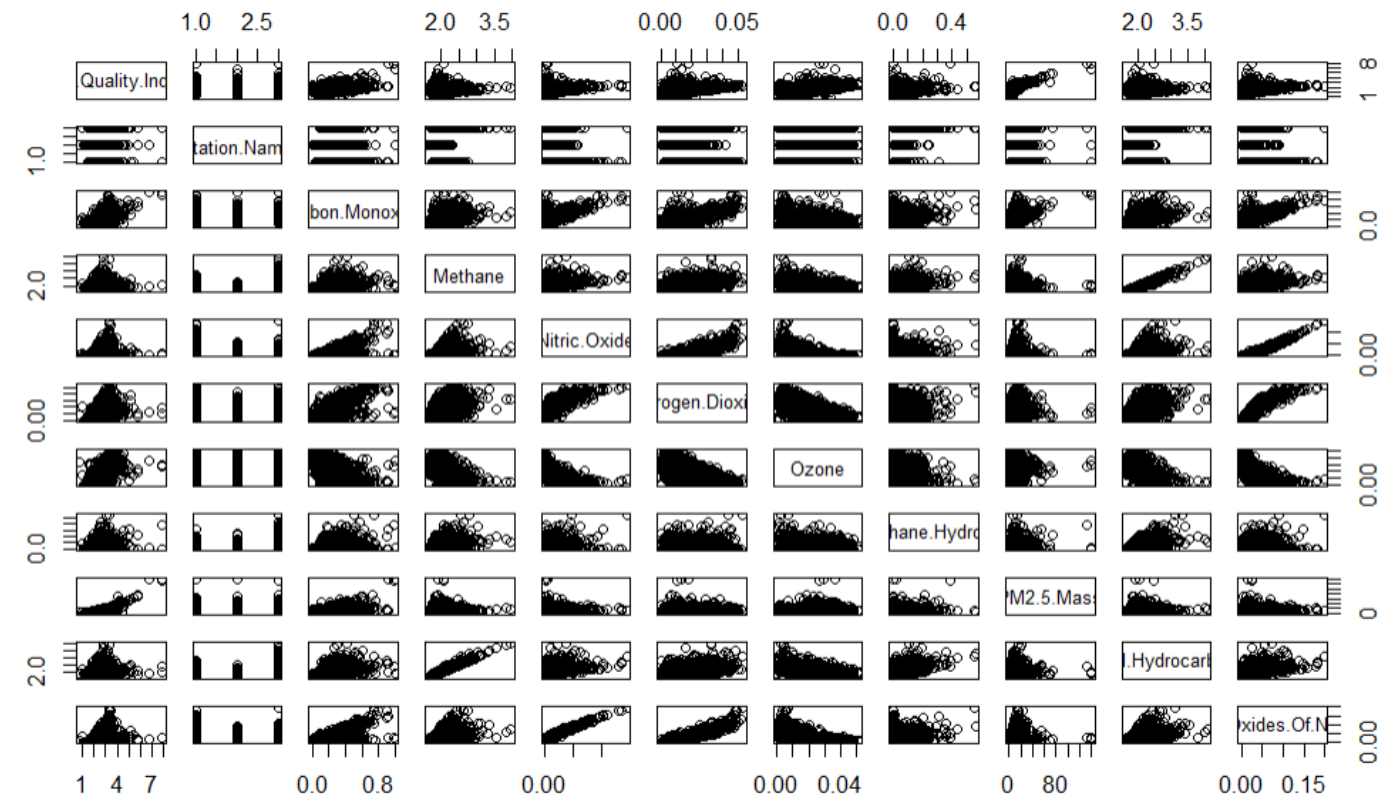 1.0 2.5 2.0 3.5 0.00 0.05 0.0 0.4 2.0 3.5
.Quality.Ind 8
1
1.0 tation.Nam
bon.Monox 0.0
2.0 Methane
Nitric.Oxide 0.00
0.00 rogen.Dioxi
Ozone 0.00
0.0 hane.Hydro
PM2.5.Mas 0
2.0 l.Hydrocarb
Oxides.Of.N 0.00
1 4 7 0.0 0.8 0.00 0.00 0.04 0 80 0.00 0.15